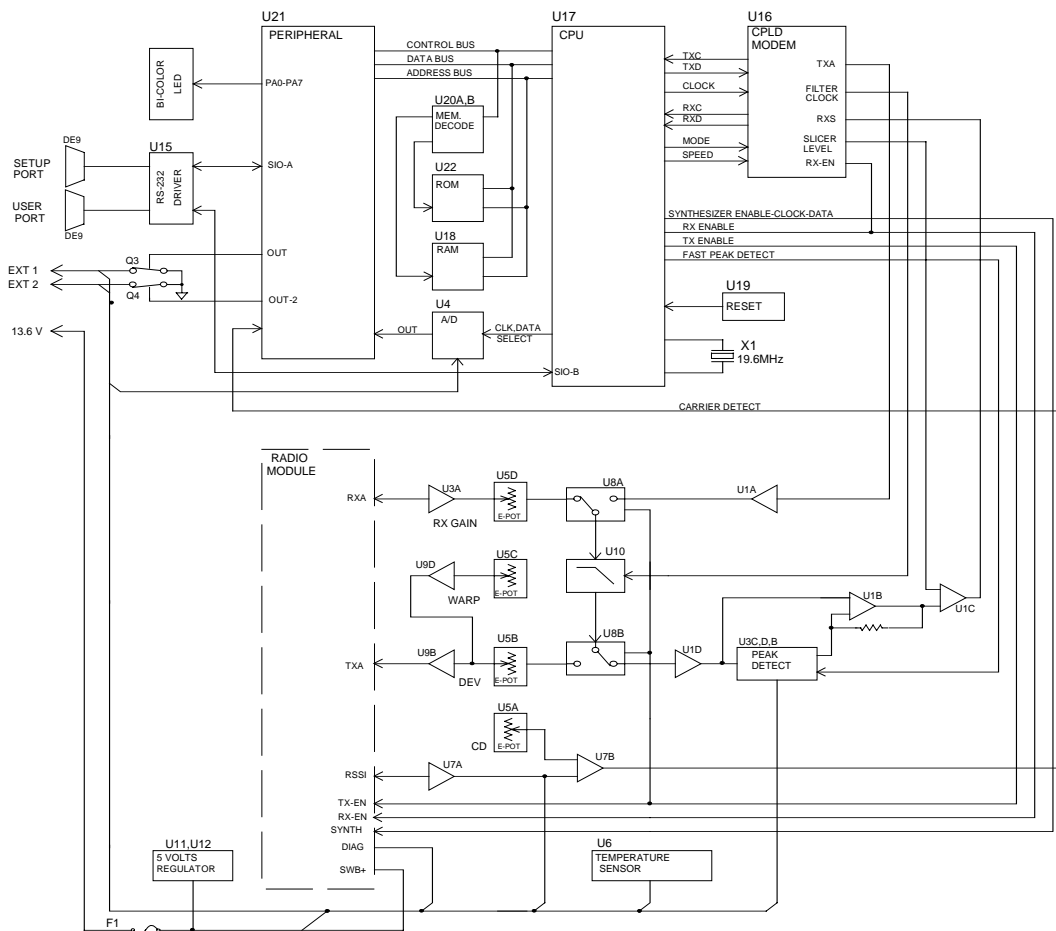 U21
PERIPHERAL
U17
CPU
U16
CPLD
MODEM
CONTROL BUS
DATA BUS
ADDRESS BUS
TXC
TXD
CLOCK
RXC
RXD
MODE
SPEED
TXA
FILTER
CLOCK
RXS
SLICER
LEVEL
RX-EN
BI-COLOR
LED
PA0-PA7
U20A,B
MEM.
DECODE
U22
ROM
U18
RAM
DE9
SETUP
PORT
USER
PORT
DE9
U15
RS-232
DRIVER
SIO-A
SYNTHESIZER ENABLE-CLOCK-DATA
RX ENABLE
TX ENABLE
FAST PEAK DETECT
EXT 1
EXT 2
Q3
Q4
OUT
OUT-2
U4
A/D
OUT
CLK,DATA
SELECT
U19
RESET
X1
19.6MHz
13.6 V
SIO-B
CARRIER DETECT
RADIO
MODULE
RXA
U3A
RX GAIN
U5D
E-POT
U8A
U1A
U9D
WARP
U5C
E-POT
U10
U1B
U1C
TXA
U9B
DEV
U5B
E-POT
U8B
U1D
U3C,D,B
PEAK
DETECT
U5A
E-POT
CD
U7B
RSSI
U7A
TX-EN
RX-EN
SYNTH
DIAG
SWB+
U11,U12
5 VOLTS
REGULATOR
U6
TEMPERATURE
SENSOR
F1